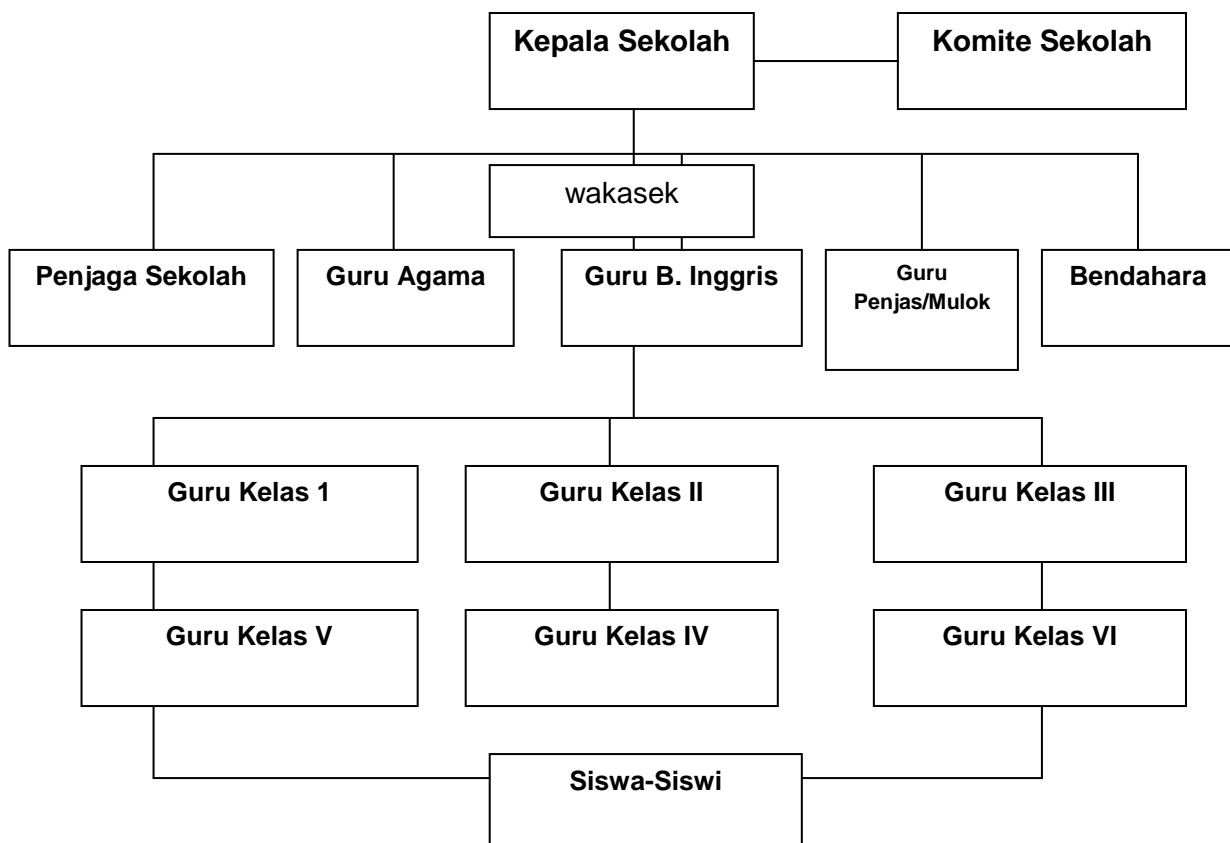 Kepala Sekolah
Komite Sekolah
wakasek
Penjaga Sekolah
Guru Agama
Guru B. Inggris
Guru
Penjas/Mulok
Bendahara
Guru Kelas 1
Guru Kelas II
Guru Kelas III
Guru Kelas V
Guru Kelas IV
Guru Kelas VI
Siswa-Siswi